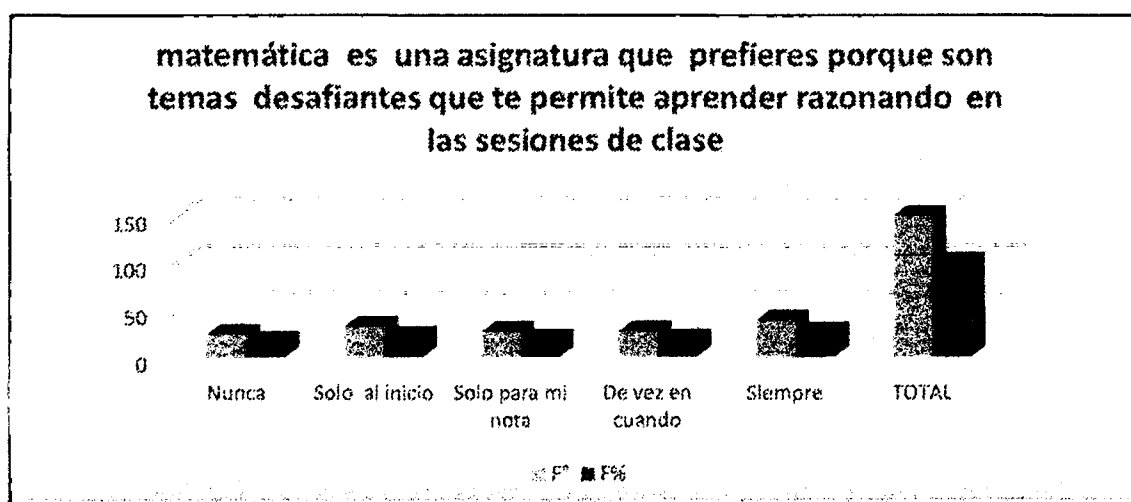 matemática es una asignatura que prefieres porque son
temas desafiantes que te permite aprender razonando en
las sesiones de clase
150
100
50
0
Nunca
Solo al inicio
Solo para mi
nota
De vez en
cuando
Siempre
TOTAL
F° F%